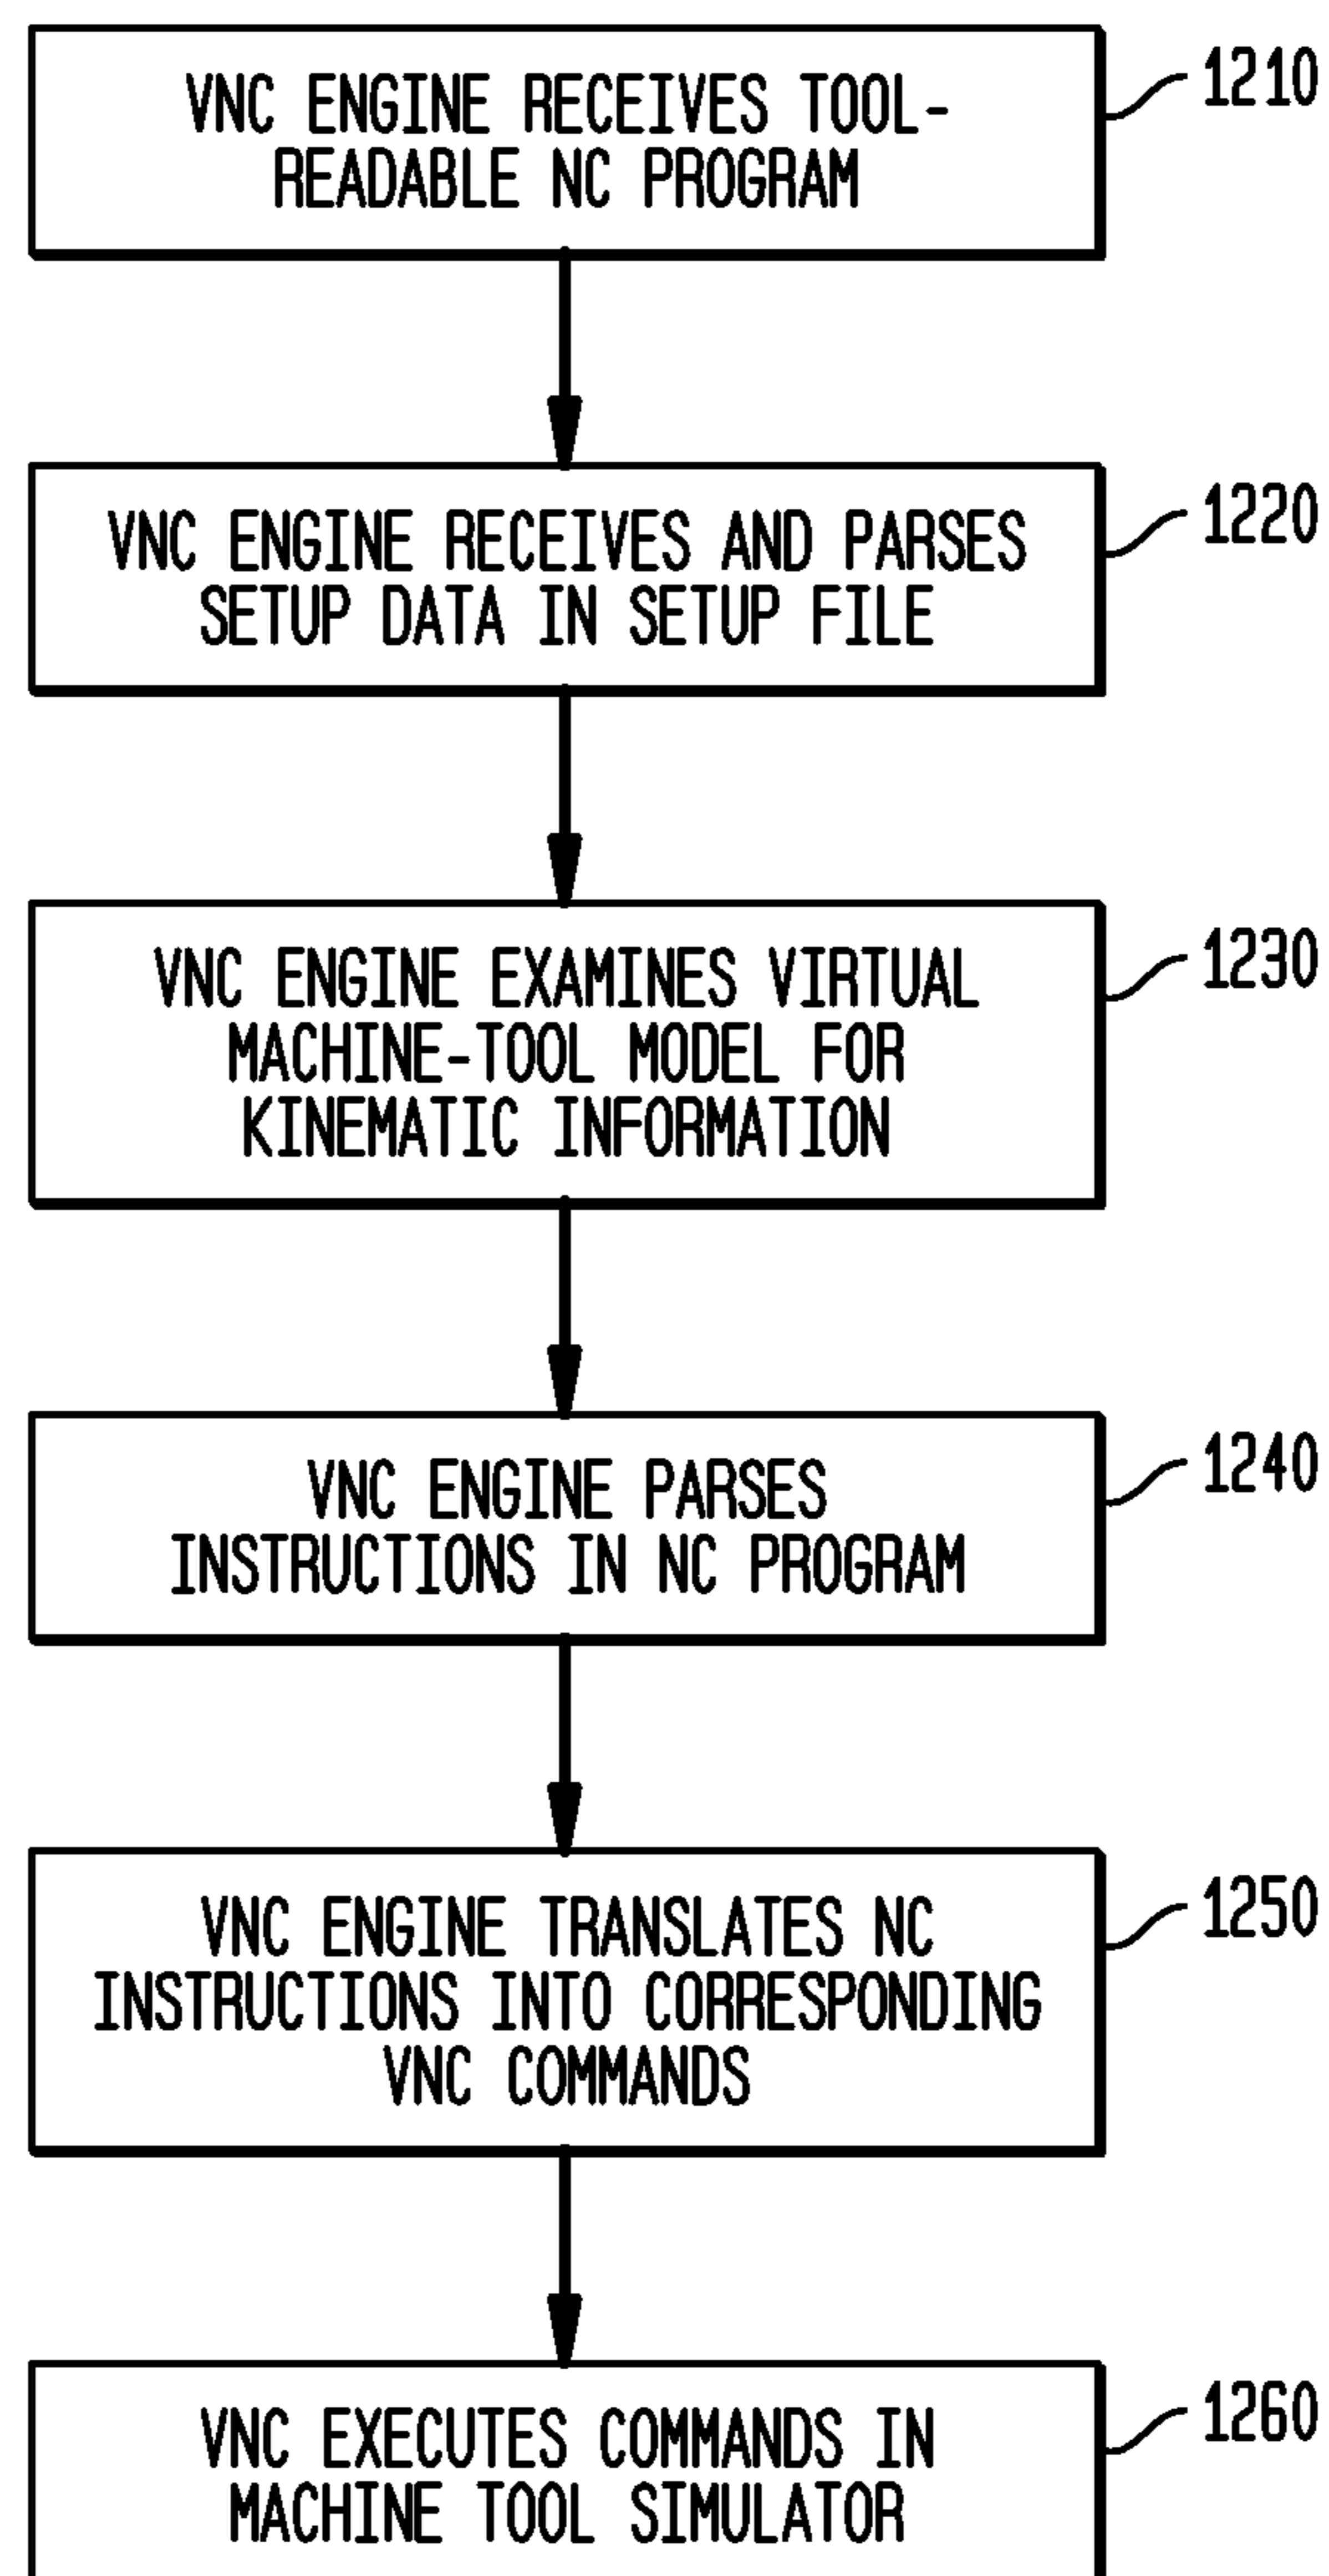 VNC ENGINE RECEIVES TOOL-
READABLE NC PROGRAM
1210
VNC ENGINE RECEIVES AND PARSES
SETUP DATA IN SETUP FILE
1220
VNC ENGINE EXAMINES VIRTUAL
MACHINE-TOOL MODEL FOR
KINEMATIC INFORMATION
1230
VNC ENGINE PARSES
INSTRUCTIONS IN NC PROGRAM
1240
VNC ENGINE TRANSLATES NC
INSTRUCTIONS INTO CORRESPONDING
VNC COMMANDS
1250
VNC EXECUTES COMMANDS IN
MACHINE TOOL SIMULATOR
1260